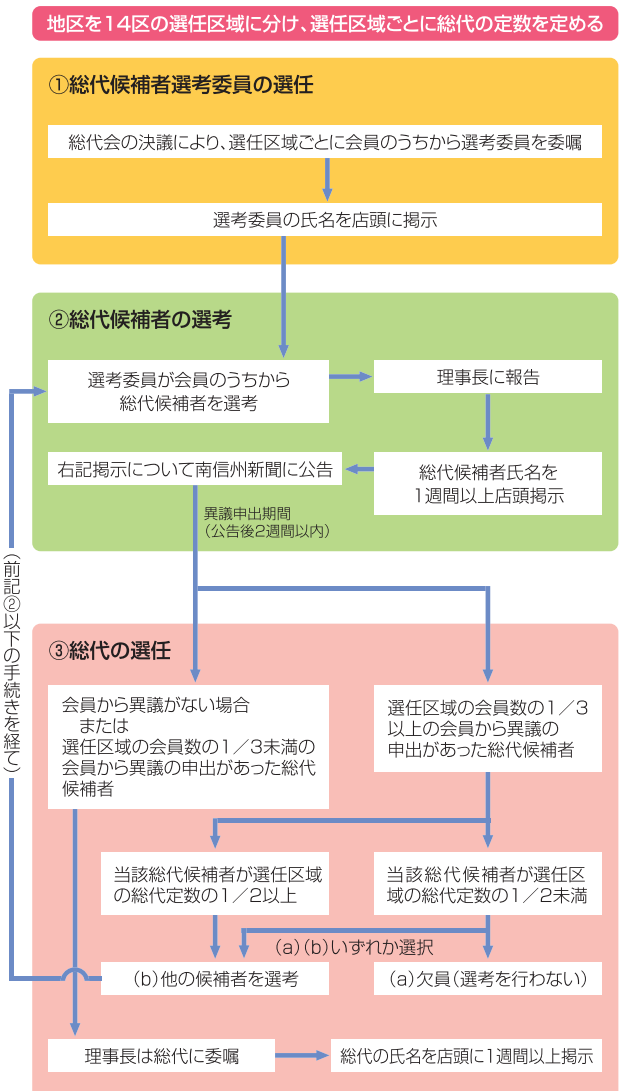 地区を14区の選任区域に分け、選任区域ごとに総代の定数を定める
①総代候補者選考委員の選任
総代会の決議により、選任区域ごとに会員のうちから選考委員を委嘱
選考委員の氏名を店頭に掲示
②総代候補者の選考
選考委員が会員のうちから
総代候補者を選考
理事長に報告
総代候補者氏名を
1週間以上店頭掲示
右記掲示について南信州新聞に公告
異議申出期間
（公告後2週間以内）
（前記②以下の手続きを経て）
③総代の選任
会員から異議がない場合
または
選任区域の会員数の1／3未満の
会員から異議の申出があった総代
候補者
選任区域の会員数の1／3
以上の会員から異議の
申出があった総代候補者
当該総代候補者が選任区域
の総代定数の1／2以上
当該総代候補者が選任区
域の総代定数の1／2未満
（a）（b）いずれか選択
（b）他の候補者を選考
（a）欠員（選考を行わない）
理事長は総代に委嘱
総代の氏名を店頭に1週間以上掲示